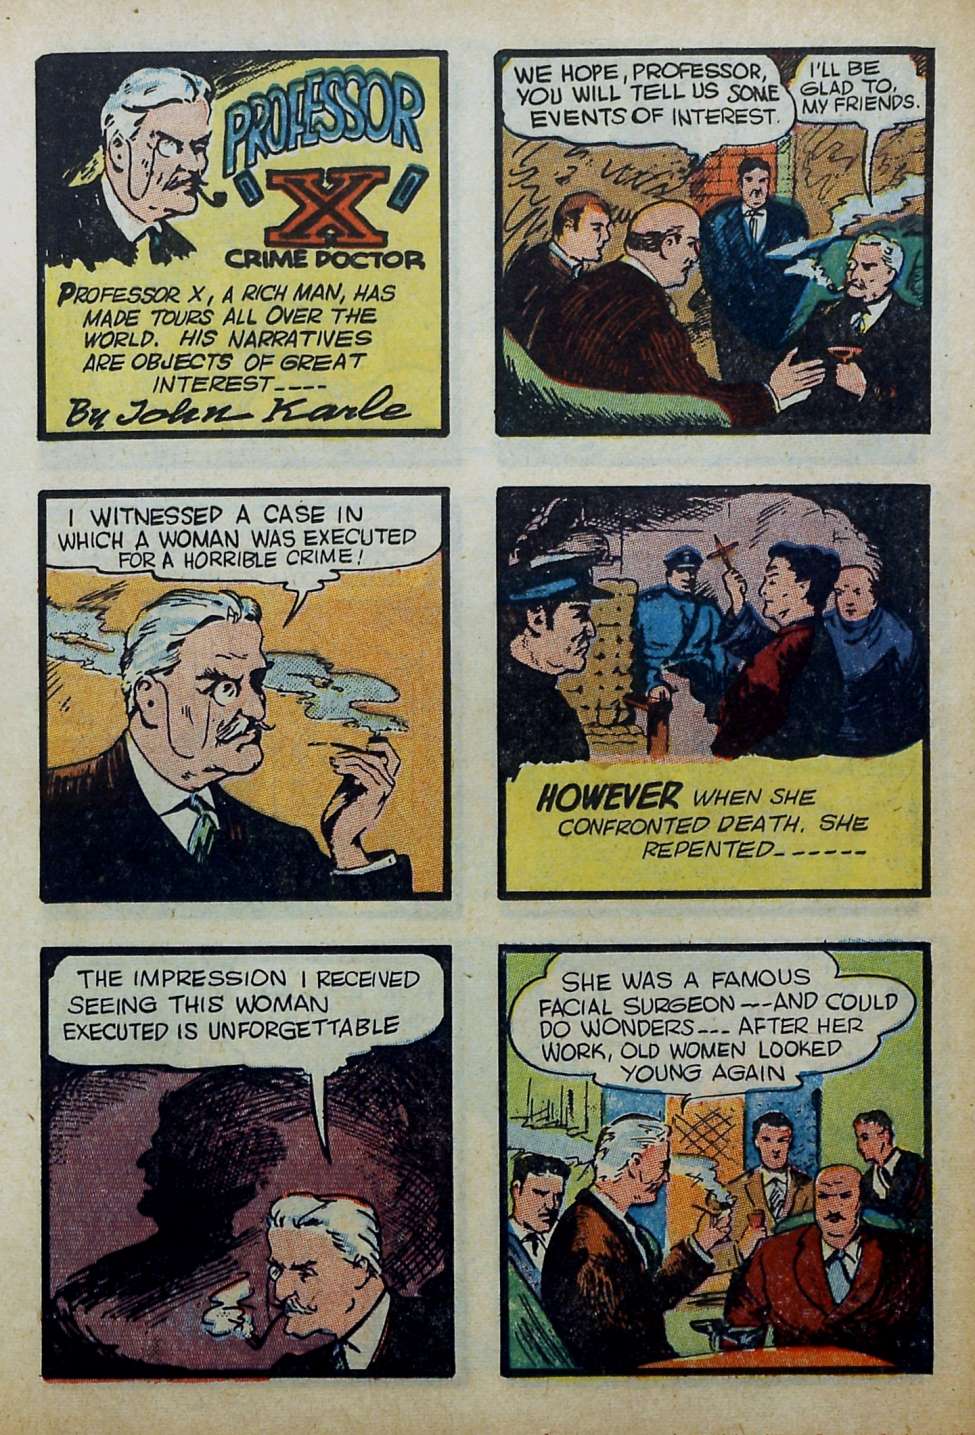 PROFESSOR
"X"
CRIME DOCTOR
PROFESSOR X, A RICH MAN, HAS
MADE TOURS ALL OVER THE
WORLD. HIS NARRATIVES
ARE OBJECTS OF GREAT
INTEREST----
By John Karle
WE HOPE, PROFESSOR,
YOU WILL TELL US SOME
EVENTS OF INTEREST.
I'LL BE
GLAD TO,
MY FRIENDS.
I WITNESSED A CASE IN
WHICH A WOMAN WAS EXECUTED
FOR A HORRIBLE CRIME!
HOWEVER WHEN SHE
CONFRONTED DEATH, SHE
REPENTED------
THE IMPRESSION I RECEIVED
SEEING THIS WOMAN
EXECUTED IS UNFORGETTABLE
SHE WAS A FAMOUS
FACIAL SURGEON---AND COULD
DO WONDERS--- AFTER HER
WORK, OLD WOMEN LOOKED
YOUNG AGAIN